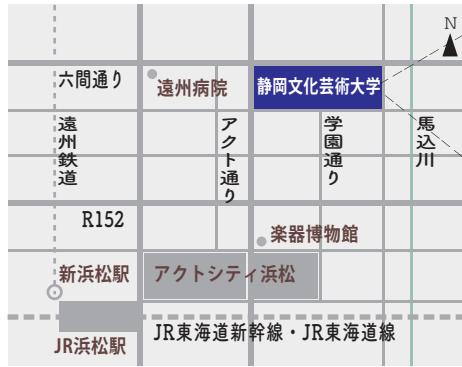 N
六間通り
遠州病院
静岡文化芸術大学
遠州鉄道
アクト通り
学園通り
馬込川
R152
楽器博物館
新浜松駅
アクトシティ浜松
JR東海道新幹線・JR東海道線
JR浜松駅